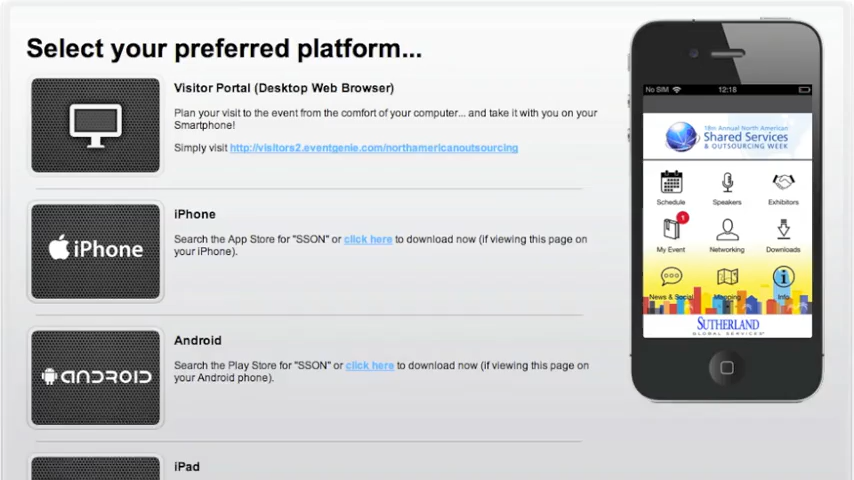 Select your preferred platform...
Visitor Portal (Desktop Web Browser)
Plan your visit to the event from the comfort of your computer... and take it with you on your
Smartphone!
Simply visit http://visitors2.eventgenie.com/northamericanoutsourcing
iPhone
iPhone
Search the App Store for "SSON" or click here to download now (if viewing this page on
your iPhone).
Android
ANDROID
Search the Play Store for "SSON" or click here to download now (if viewing this page on
your Android phone).
iPad
No SIM 12:18
18th Annual North American
Shared Services
& OUTSOURCING WEEK
Schedule Speakers Exhibitors
1
My Event Networking Downloads
News & Social Mapping Info
SUTHERLAND
GLOBAL SERVICES